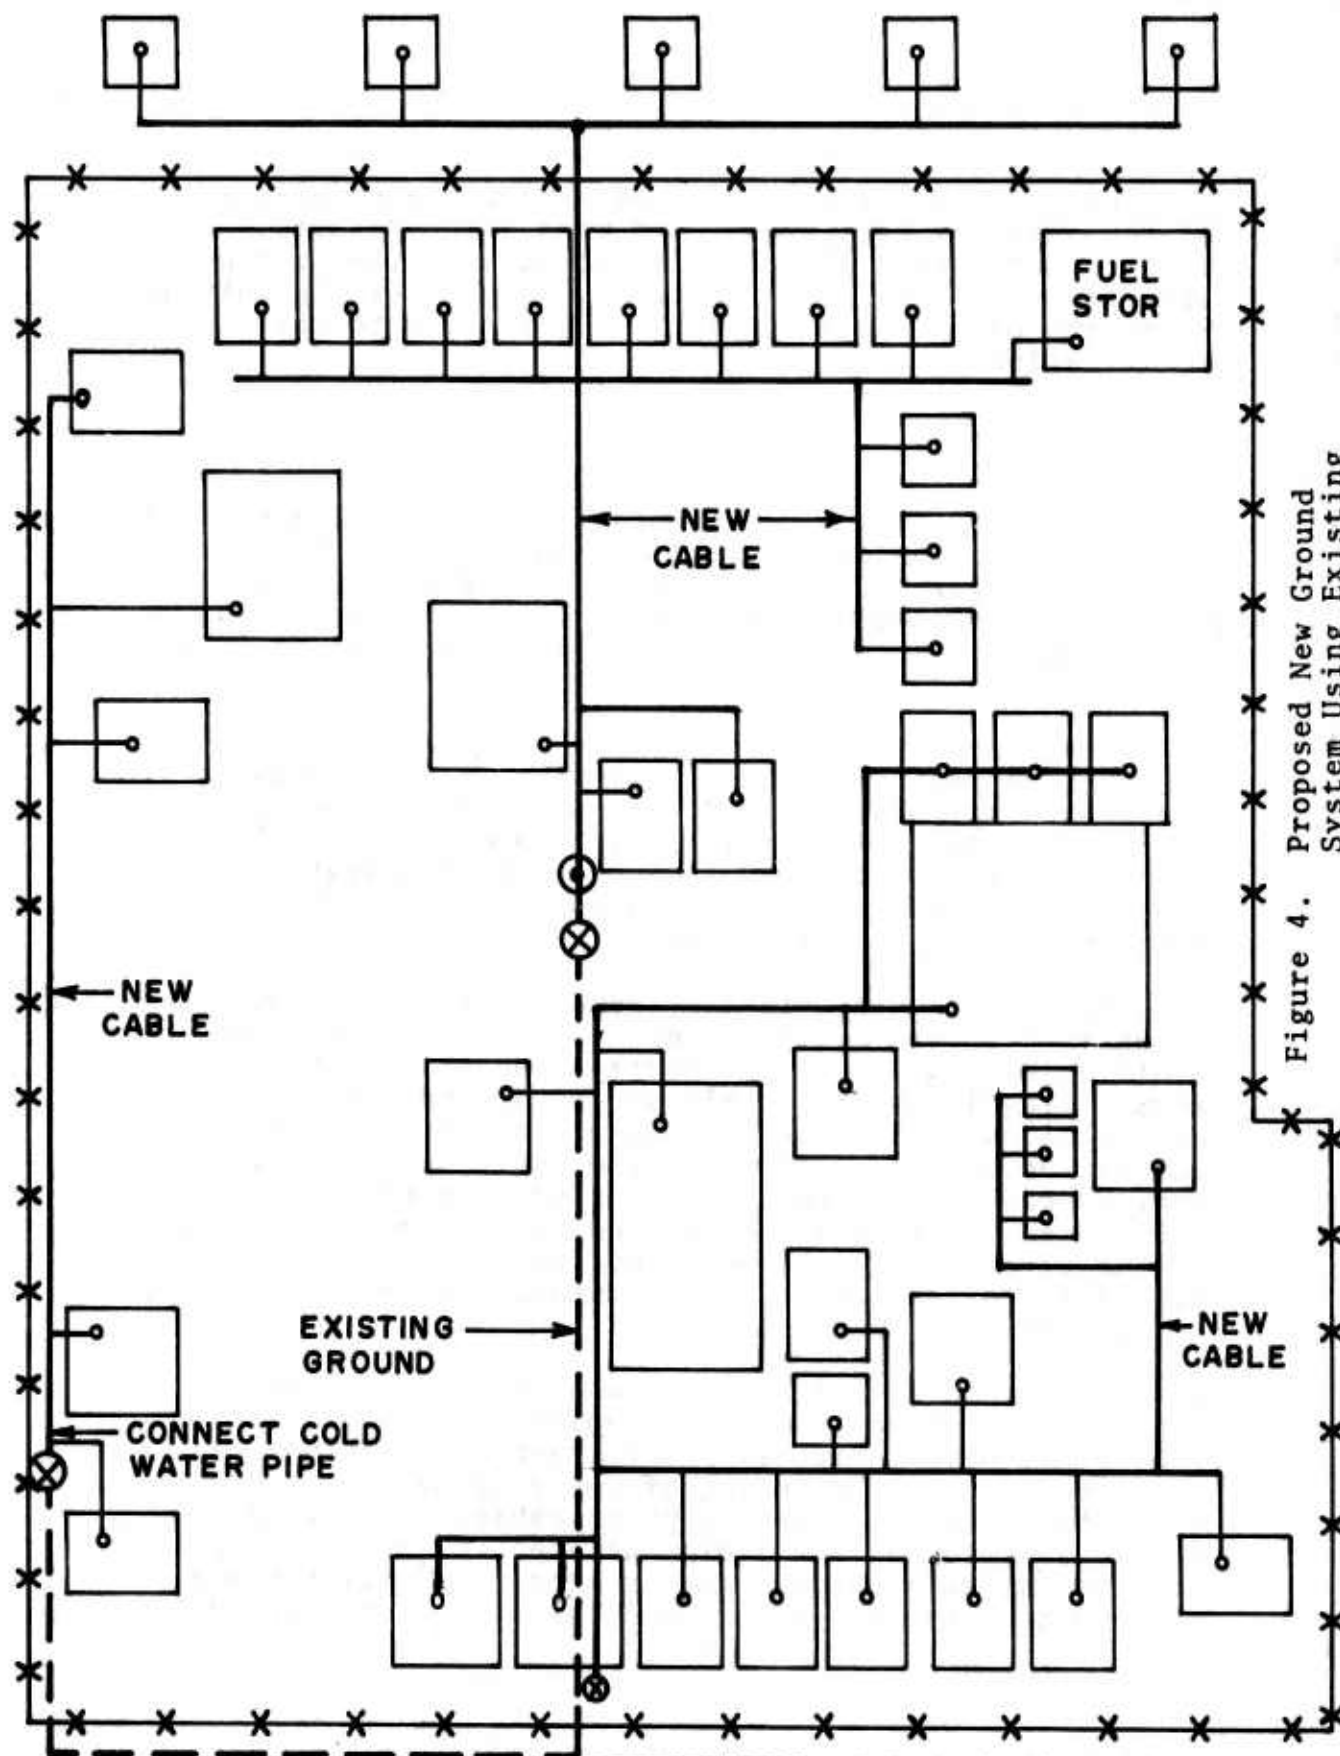 FUEL
STOR
NEW
CABLE
NEW
CABLE
EXISTING
GROUND
NEW
CABLE
CONNECT COLD
WATER PIPE
Figure 4. Proposed New Ground
System Using Existing